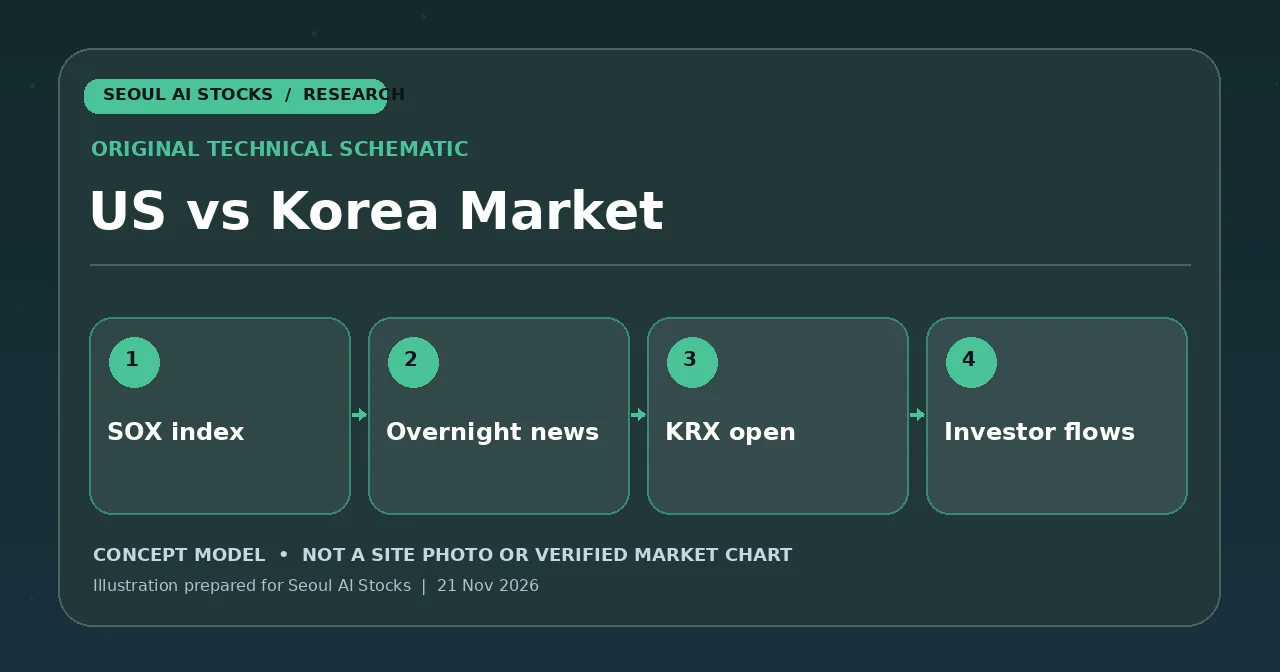 SEOUL AI STOCKS / RESEARCH
ORIGINAL TECHNICAL SCHEMATIC
US vs Korea Market
1
SOX index
2
Overnight news
3
KRX open
4
Investor flows
CONCEPT MODEL • NOT A SITE PHOTO OR VERIFIED MARKET CHART
Illustration prepared for Seoul AI Stocks | 21 Nov 2026